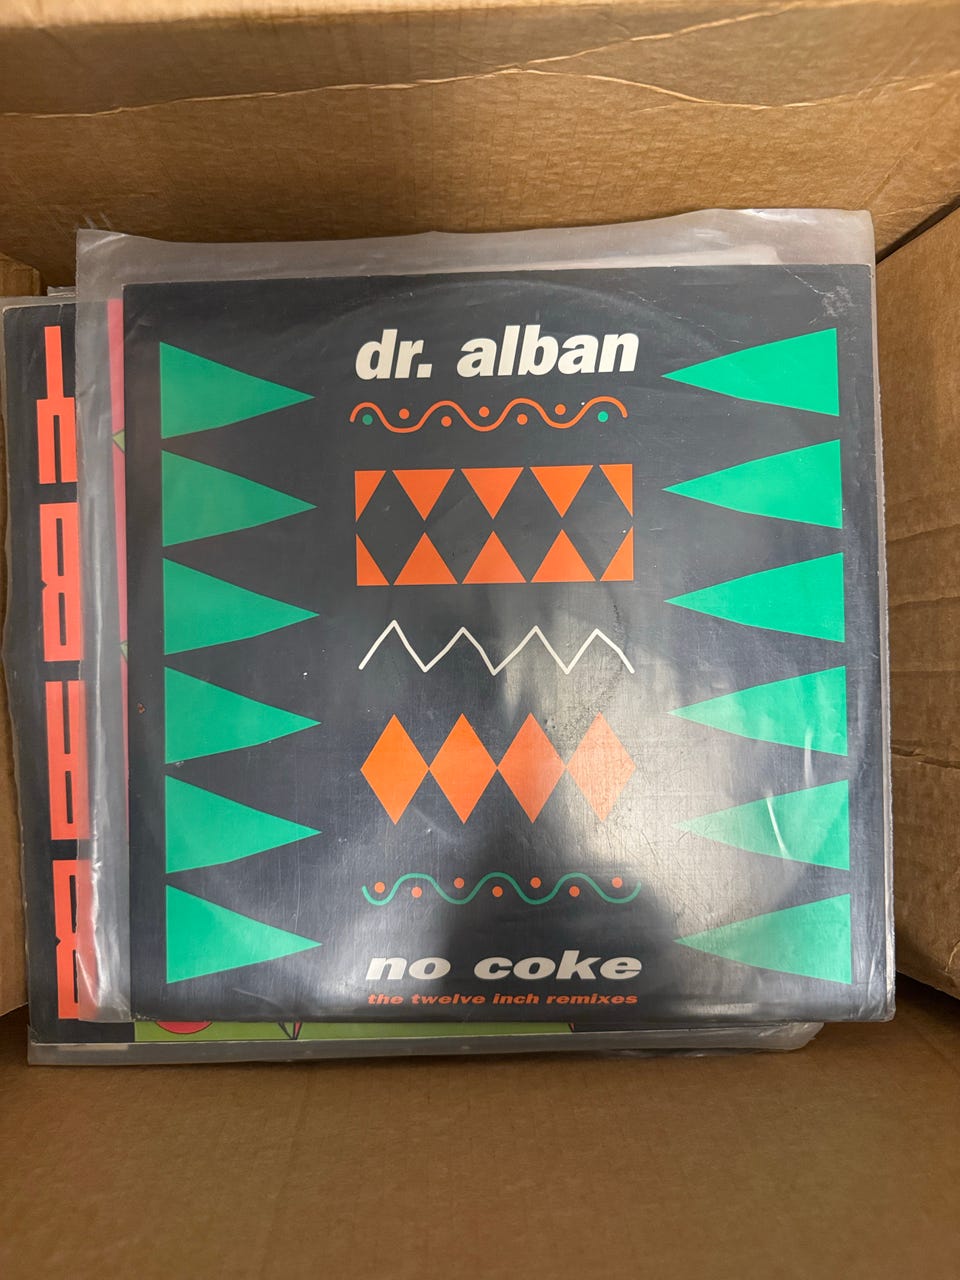 dr. alban
no coke
the twelve inch remixes